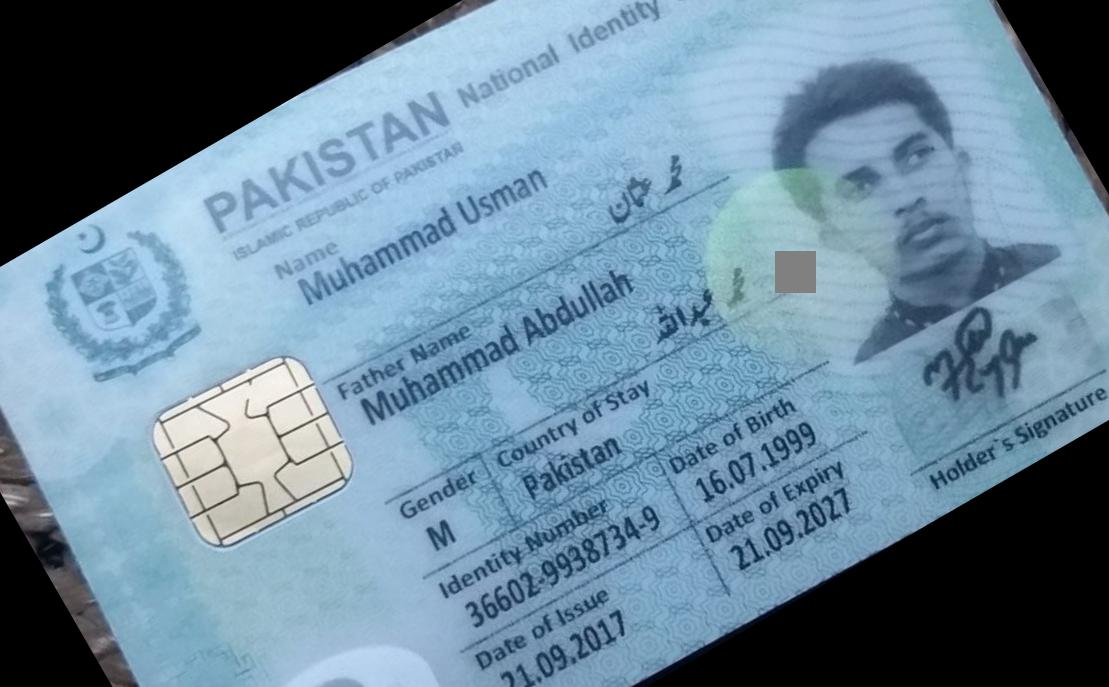 PAKISTAN National Identity
ISLAMIC REPUBLIC OF PAKISTAN
Name
Muhammad Usman
محمد عثمان
Father Name
Muhammad Abdullah
محمد عبداللہ
Gender Country of Stay
M Pakistan
Identity Number Date of Birth
36602-9938734-9 16.07.1999
Date of Issue Date of Expiry
21.09.2017 21.09.2027
Holder's Signature